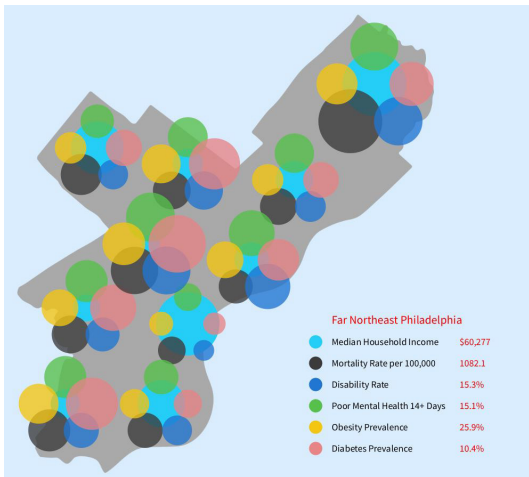 Far Northeast Philadelphia
Median Household Income $60,277
Mortality Rate per 100,000 1082.1
Disability Rate 15.3%
Poor Mental Health 14+ Days 15.1%
Obesity Prevalence 25.9%
Diabetes Prevalence 10.4%